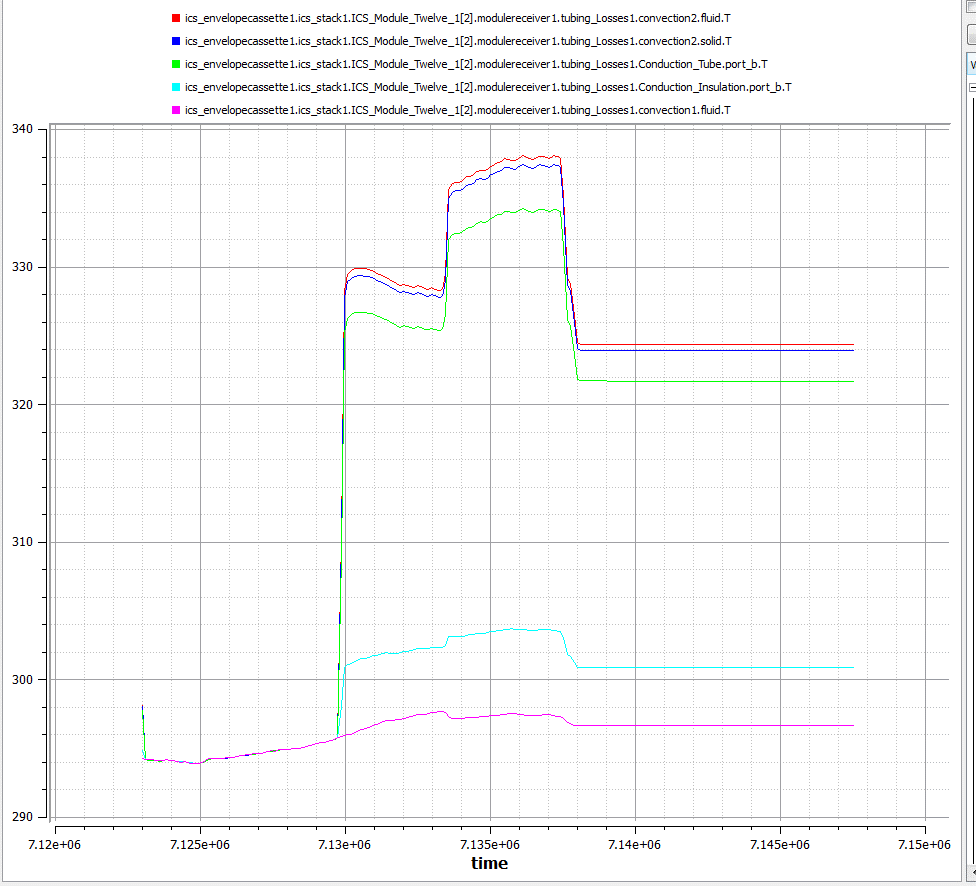 ics_envelopecassette1.ics_stack1.ICS_Module_Twelve_1[2].modulereceiver1.tubing_Losses1.convection2.fluid.T
ics_envelopecassette1.ics_stack1.ICS_Module_Twelve_1[2].modulereceiver1.tubing_Losses1.convection2.solid.T
ics_envelopecassette1.ics_stack1.ICS_Module_Twelve_1[2].modulereceiver1.tubing_Losses1.Conduction_Tube.port_b.T
ics_envelopecassette1.ics_stack1.ICS_Module_Twelve_1[2].modulereceiver1.tubing_Losses1.Conduction_Insulation.port_b.T
ics_envelopecassette1.ics_stack1.ICS_Module_Twelve_1[2].modulereceiver1.tubing_Losses1.convection1.fluid.T
340
330
320
310
300
290
7.12e+06 7.125e+06 7.13e+06 7.135e+06 7.14e+06 7.145e+06 7.15e+06
time